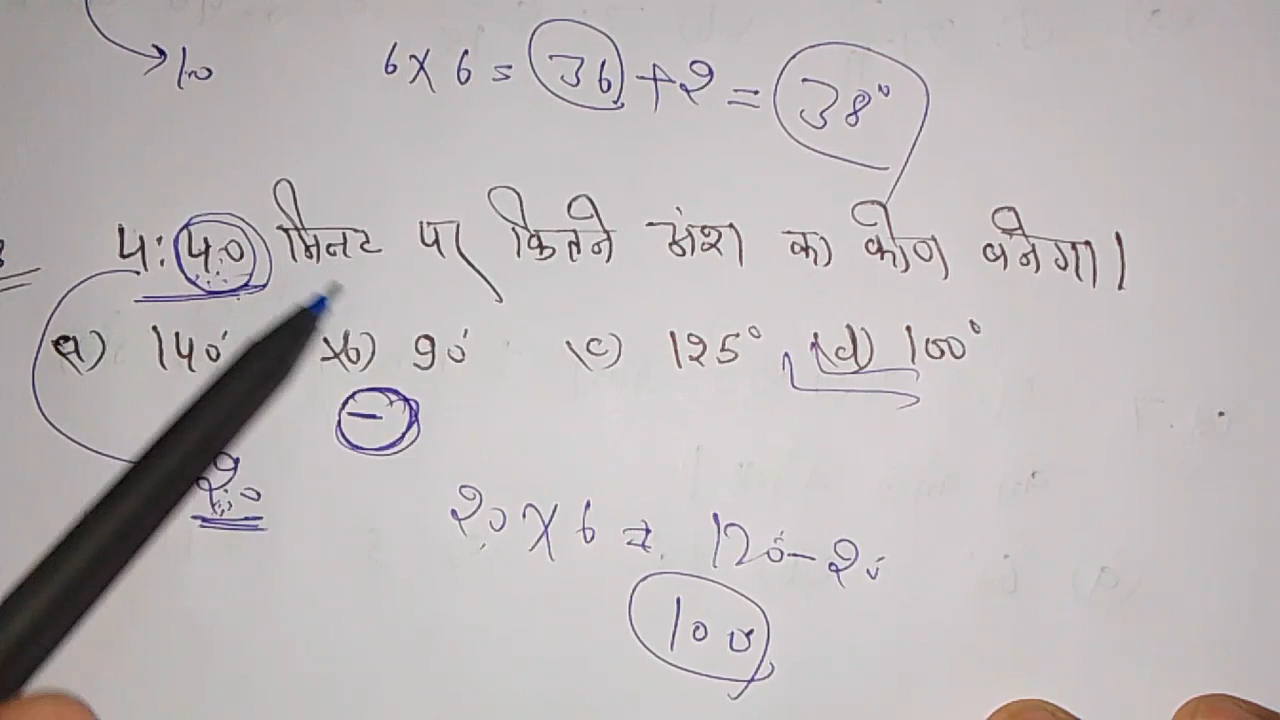 10
6 x 6 = 36 + 2 = 38°
4:40 मिनट पर कितने अंश का कोण बनेगा।
(a) 140° (b) 90° (c) 125° (d) 100°
−
20
20 X 6 = 120° − 20
100